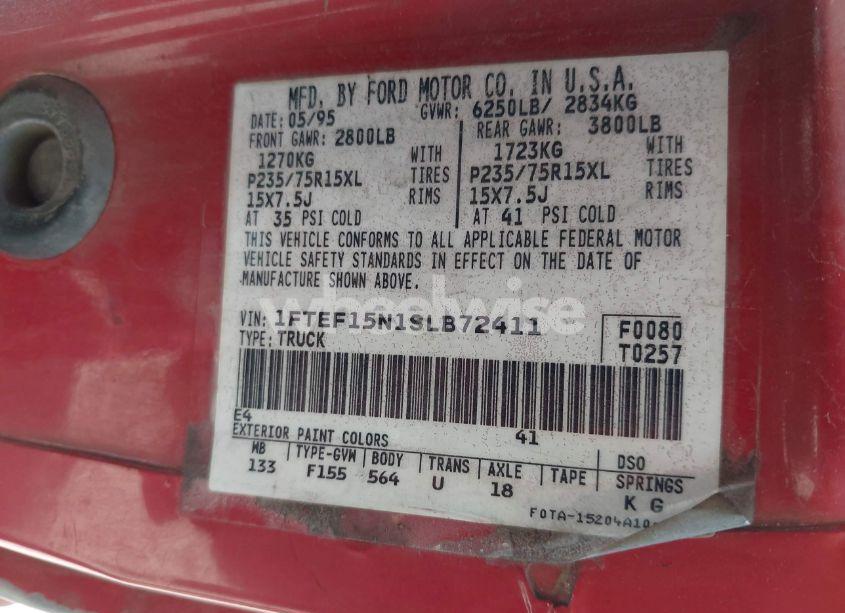 MFD. BY FORD MOTOR CO. IN U.S.A.
DATE: 05/95 GVWR: 6250LB/ 2834KG
FRONT GAWR: 2800LB REAR GAWR: 3800LB
1270KG WITH 1723KG WITH
P235/75R15XL TIRES P235/75R15XL TIRES
15X7.5J RIMS 15X7.5J RIMS
AT 35 PSI COLD AT 41 PSI COLD
THIS VEHICLE CONFORMS TO ALL APPLICABLE FEDERAL MOTOR
VEHICLE SAFETY STANDARDS IN EFFECT ON THE DATE OF
MANUFACTURE SHOWN ABOVE.
wheelwise
VIN: 1FTEF15N1SLB72411 F0080
TYPE: TRUCK T0257
E4 41
EXTERIOR PAINT COLORS DSO
WB TYPE-GVW BODY TRANS AXLE TAPE SPRINGS
133 F155 564 U 18 K G
F0TA-15204A10